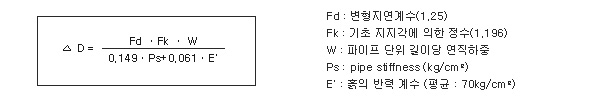 △ D = Fd · Fk · W
0.149 · Ps+0.061 · E'
Fd : 변형지연계수(1.25)
Fk : 기초 지지각에 의한 정수(1.196)
W : 파이프 단위 길이당 연직하중
Ps : pipe stiffness (kg/cm²)
E' : 흙의 반력 계수 (평균 : 70kg/cm²)